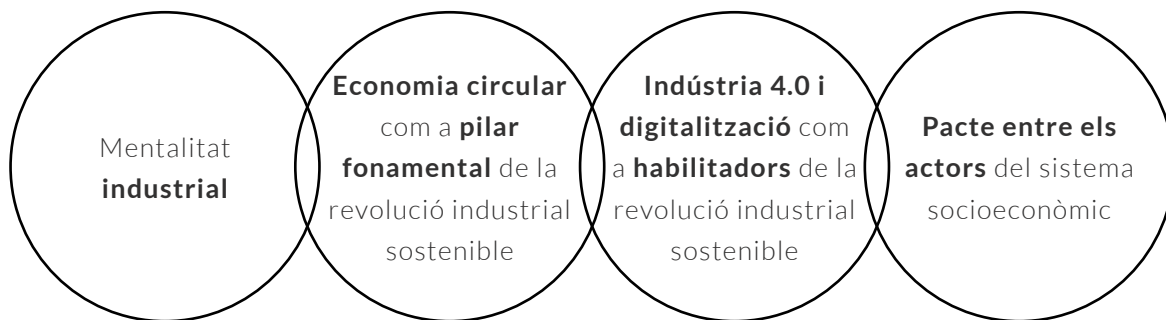 Mentalitat
industrial
Economia circular
com a pilar
fonamental de la
revolució industrial
sostenible
Indústria 4.0 i
digitalització com
a habilitadors de la
revolució industrial
sostenible
Pacte entre els
actors del sistema
socioeconòmic